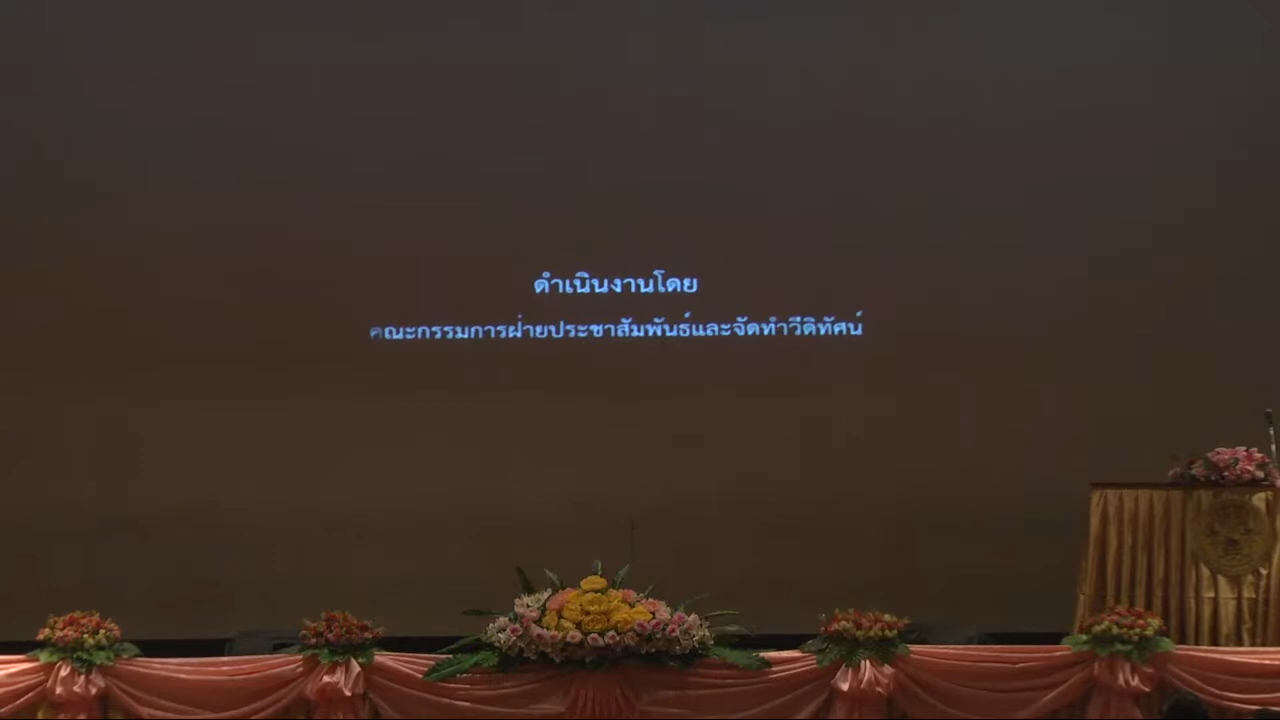 ดำเนินงานโดย
คณะกรรมการฝ่ายประชาสัมพันธ์และจัดทำวีดิทัศน์